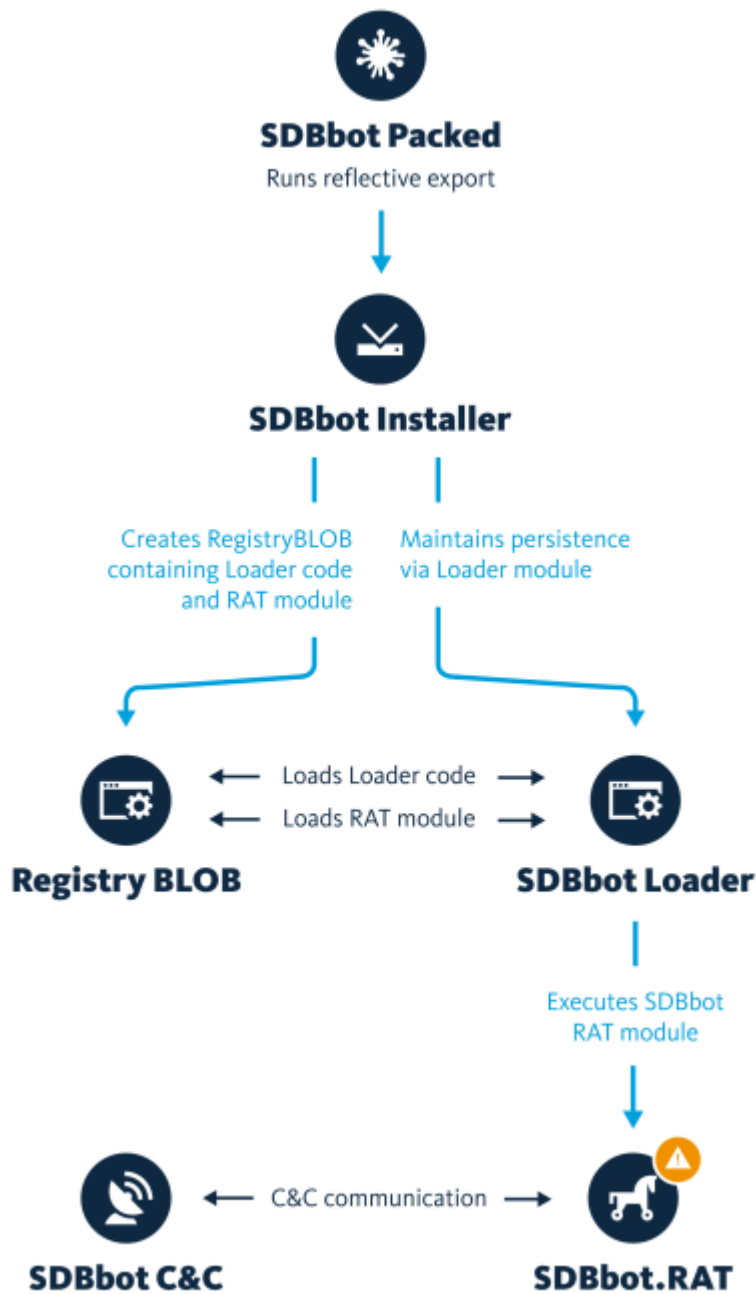 SDBbot Packed
Runs reflective export
SDBbot Installer
Creates RegistryBLOB
containing Loader code
and RAT module
Maintains persistence
via Loader module
Loads Loader code
Loads RAT module
Registry BLOB
SDBbot Loader
Executes SDBbot
RAT module
C&C communication
SDBbot C&C
SDBbot.RAT